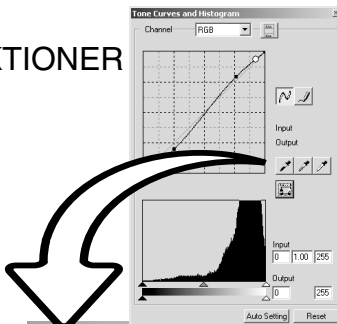 Tone Curves and Histogram
Channel RGB
KTIONER
Input
Output
Input
0 1.00 255
Output
0 255
Auto Setting Reset